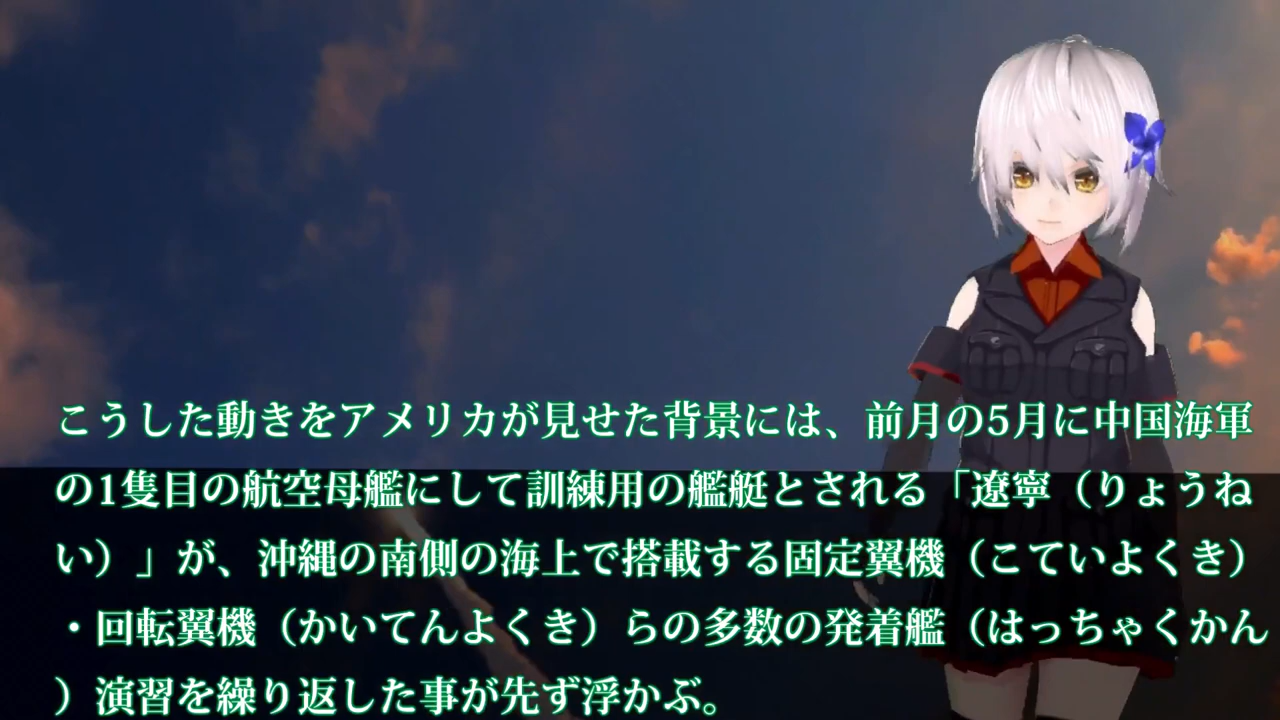 こうした動きをアメリカが見せた背景には、前月の5月に中国海軍
の1隻目の航空母艦にして訓練用の艦艇とされる「遼寧（りょうね
い）」が、沖縄の南側の海上で搭載する固定翼機（こていよくき）
・回転翼機（かいてんよくき）らの多数の発着艦（はっちゃくかん
）演習を繰り返した事が先ず浮かぶ。